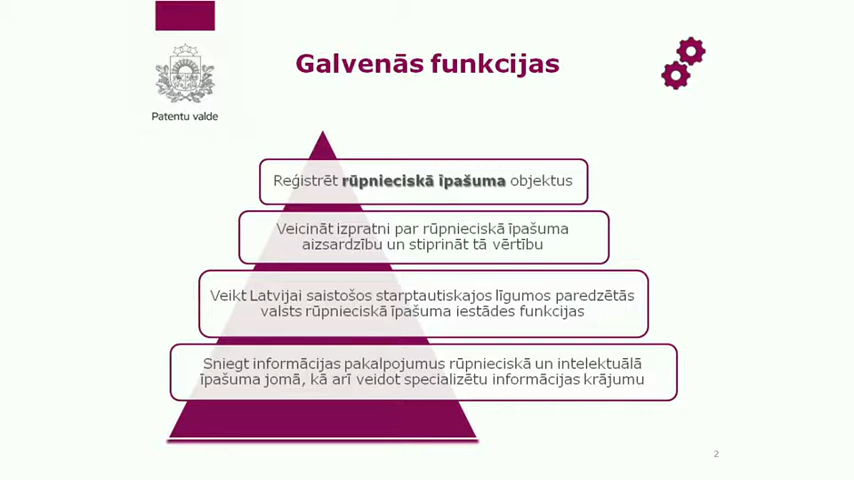 Galvenās funkcijas
Patentu valde
Reģistrēt rūpnieciskā īpašuma objektus
Veicināt izpratni par rūpnieciskā īpašuma
aizsardzību un stiprināt tā vērtību
Veikt Latvijai saistošos starptautiskajos līgumos paredzētās
valsts rūpnieciskā īpašuma iestādes funkcijas
Sniegt informācijas pakalpojumus rūpnieciskā un intelektuālā
īpašuma jomā, kā arī veidot specializētu informācijas krājumu
2